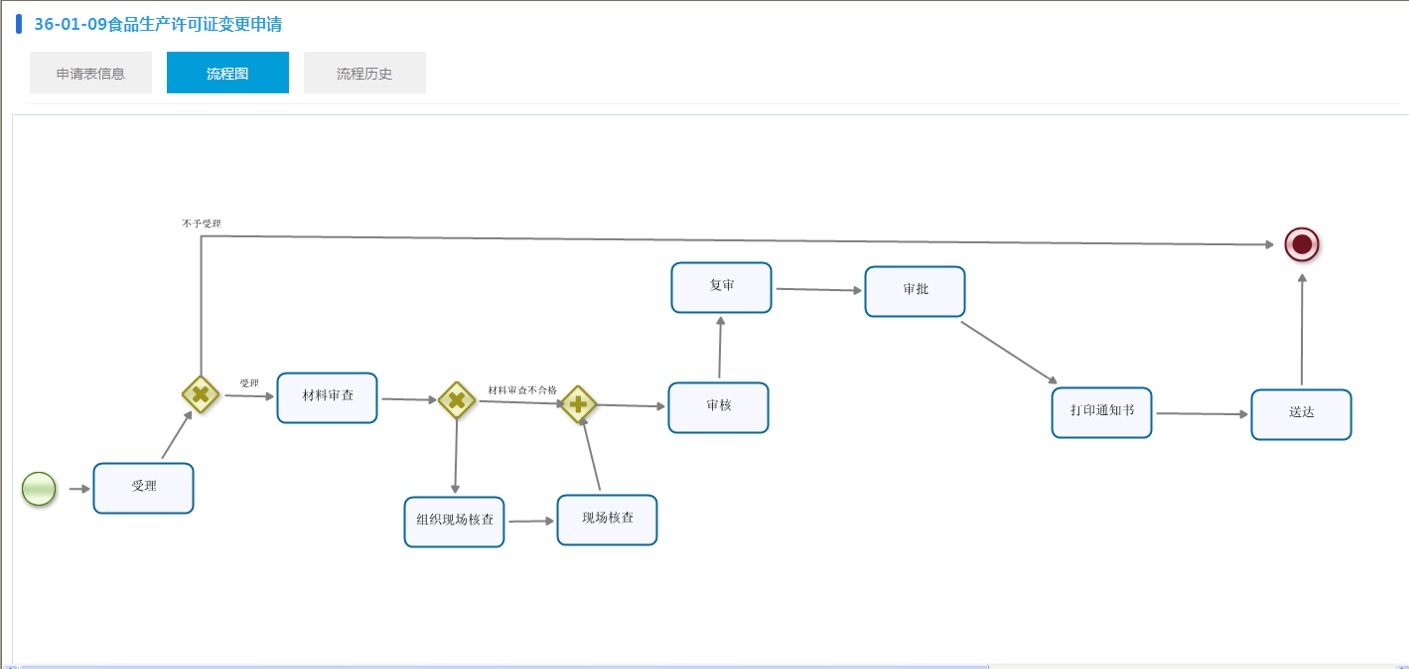 36-01-09食品生产许可证变更申请
申请表信息
流程图
流程历史
不予受理
复审
审批
受理
材料审查
材料审查不合格
审核
打印通知书
送达
受理
组织现场核查
现场核查